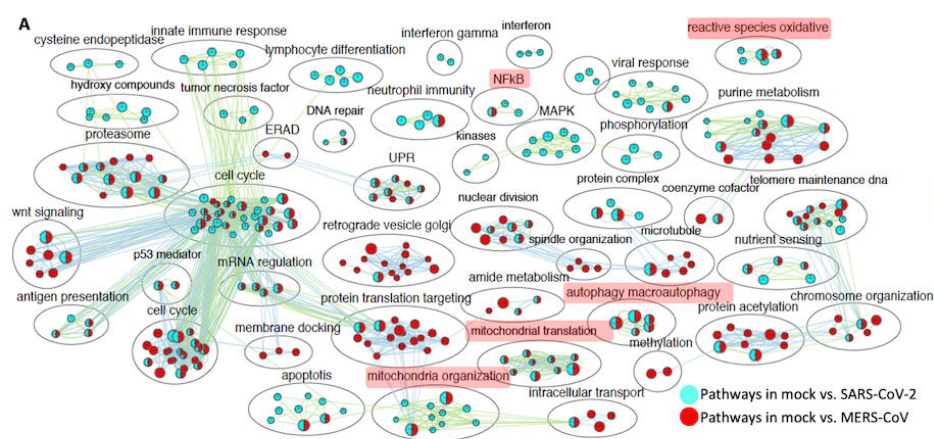 A
cysteine endopeptidase
innate immune response
interferon gamma
interferon
reactive species oxidative
lymphocyte differentiation
viral response
NFkB
hydroxy compounds
tumor necrosis factor
neutrophil immunity
purine metabolism
DNA repair
MAPK
phosphorylation
proteasome
ERAD
kinases
UPR
cell cycle
protein complex
coenzyme cofactor
telomere maintenance dna
nuclear division
wnt signaling
retrograde vesicle golgi
microtubule
spindle organization
nutrient sensing
p53 mediator
mRNA regulation
amide metabolism
autophagy macroautophagy
antigen presentation
cell cycle
protein translation targeting
chromosome organization
protein acetylation
membrane docking
mitochondrial translation
methylation
apoptotis
mitochondria organization
intracellular transport
Pathways in mock vs. SARS-CoV-2
Pathways in mock vs. MERS-CoV